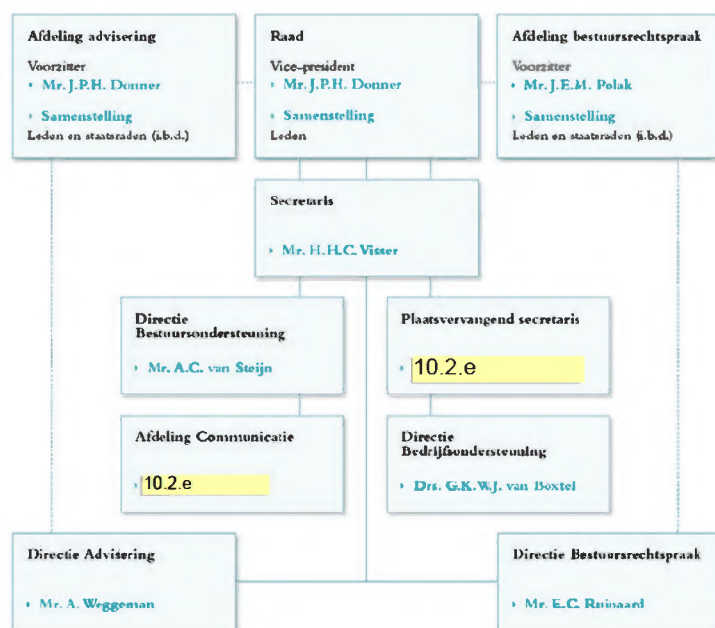 Afdeling advisering
Voorzitter
Mr. J.P.H. Donner
Samenstelling
Leden en staatsraden (i.b.d.)
Raad
Vice-president
Mr. J.P.H. Donner
Samenstelling
Leden
Afdeling bestuursrechtspraak
Voorzitter
Mr. J.E.M. Polak
Samenstelling
Leden en staatsraden (i.b.d.)
Secretaris
Mr. H.H.C. Visser
Directie
Bestuursondersteuning
Mr. A.C. van Steijn
Plaatsvervangend secretaris
10.2.e
Afdeling Communicatie
10.2.e
Directie
Bedrijfsondersteuning
Drs. G.K.W.J. van Boxtel
Directie Advisering
Mr. A. Weggeman
Directie Bestuursrechtspraak
Mr. E.C. Ruinaard